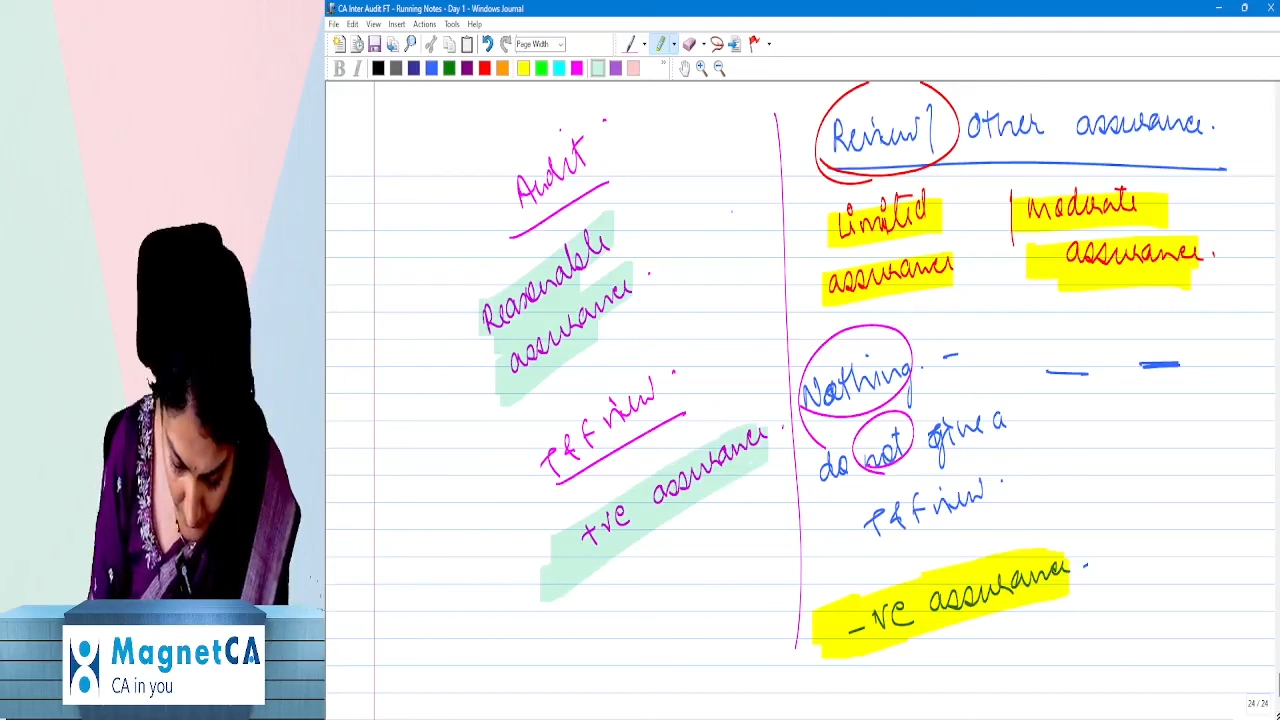 CA Inter Audit FT - Running Notes - Day 1 - Windows Journal
File Edit View Insert Actions Tools Help
Page Width
B I
Audit
Reasonable
assurance.
T&F view.
+ve assurance.
Review/ Other assurance.
Limited
assurance
Moderate
assurance.
Nothing. -
do not give a
T&F view.
-ve assurance.
MagnetCA
CA in you
24 / 24